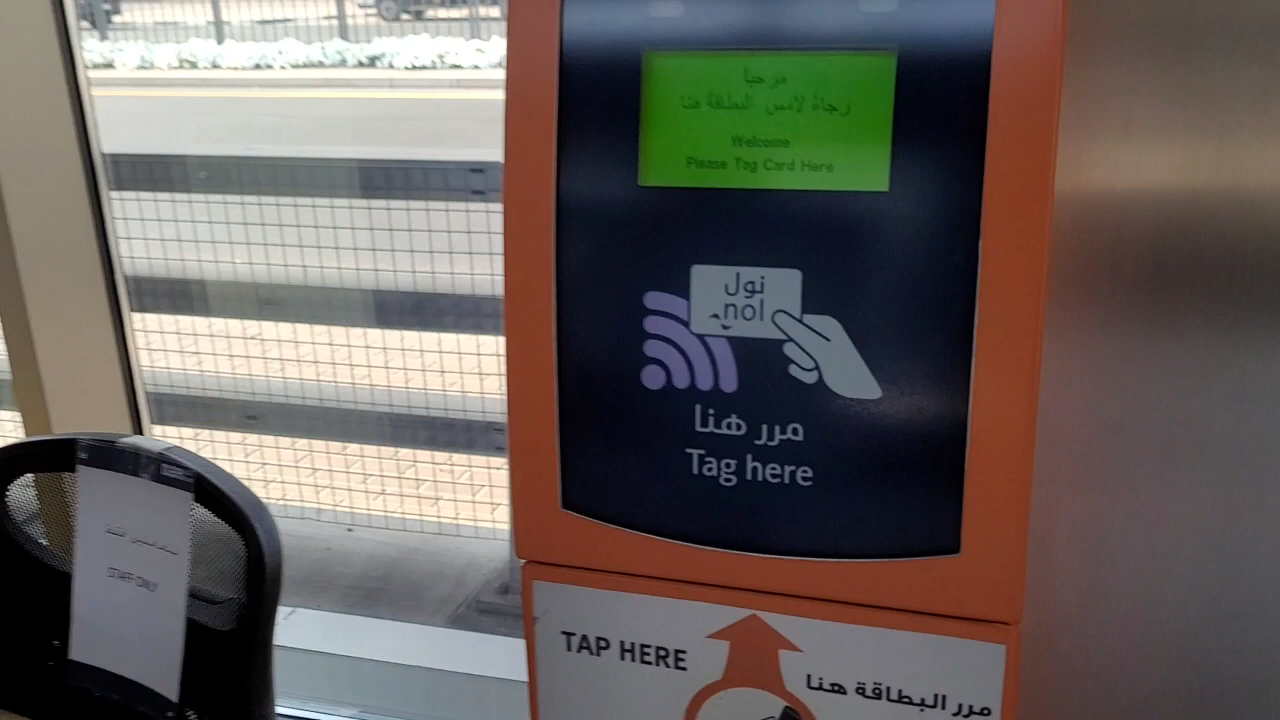 مرحبا
رجاءً لامس البطاقة هنا
Welcome
Please Tag Card Here
نول
nol
مرر هنا
Tag here
TAP HERE
مرر البطاقة هنا
STAFF ONLY